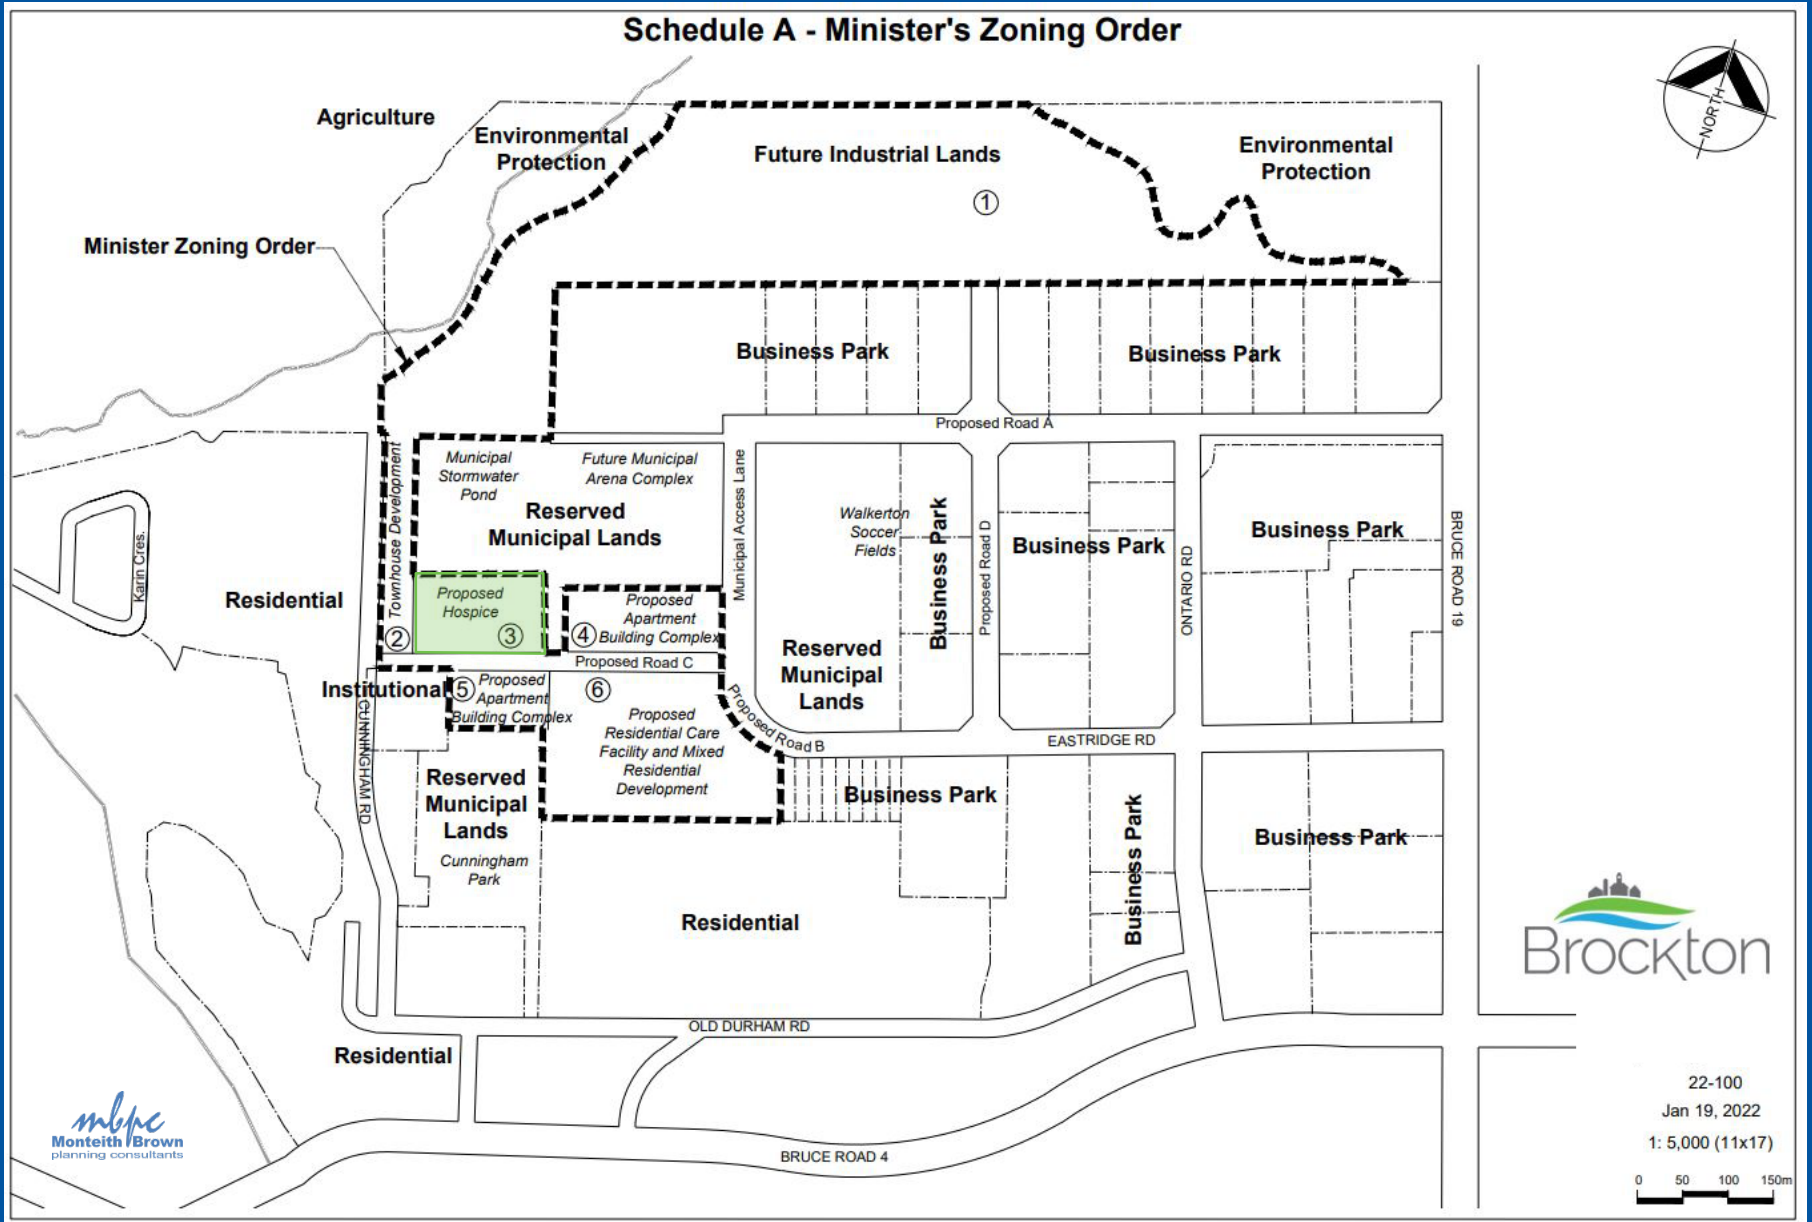 Schedule A - Minister's Zoning Order
NORTH
Agriculture
Environmental
Protection
Future Industrial Lands
Environmental
Protection
1
Minister Zoning Order
Business Park
Business Park
Proposed Road A
Townhouse Development
Municipal
Stormwater
Pond
Future Municipal
Arena Complex
Reserved
Municipal Lands
Municipal Access Lane
Walkerton
Soccer
Fields
Business Park
Proposed Road D
Business Park
ONTARIO RD
Business Park
BRUCE ROAD 19
Karin Cres.
Residential
2
Proposed
Hospice
3
4
Proposed
Apartment
Building Complex
Proposed Road C
Reserved
Municipal
Lands
Institutional
5
Proposed
Apartment
Building Complex
6
Proposed
Residential Care
Facility and Mixed
Residential
Development
Proposed Road B
EASTRIDGE RD
CUNNINGHAM RD
Reserved
Municipal
Lands
Cunningham
Park
Business Park
Business Park
Business Park
Residential
Brockton
OLD DURHAM RD
Residential
BRUCE ROAD 4
mbpc
Monteith Brown
planning consultants
22-100
Jan 19, 2022
1: 5,000 (11x17)
0 50 100 150m